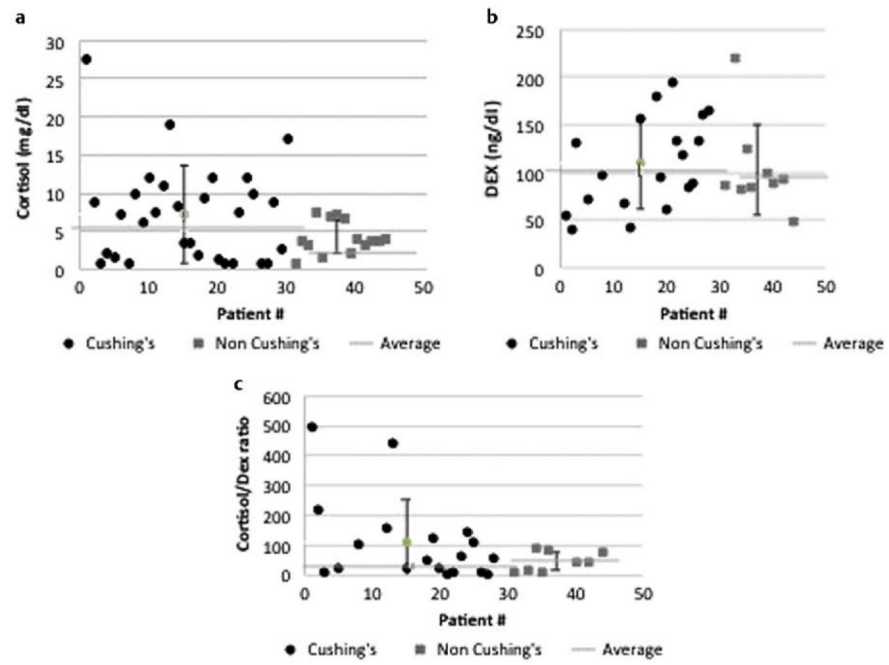 a
30
25
20
15
10
5
0
Cortisol (mg/dl)
0 10 20 30 40 50
Patient #
Cushing's Non Cushing's Average
b
250
200
150
100
50
0
DEX (ng/dl)
0 10 20 30 40 50
Patient #
Cushing's Non Cushing's Average
c
600
500
400
300
200
100
0
Cortisol/Dex ratio
0 10 20 30 40 50
Patient #
Cushing's Non Cushing's Average